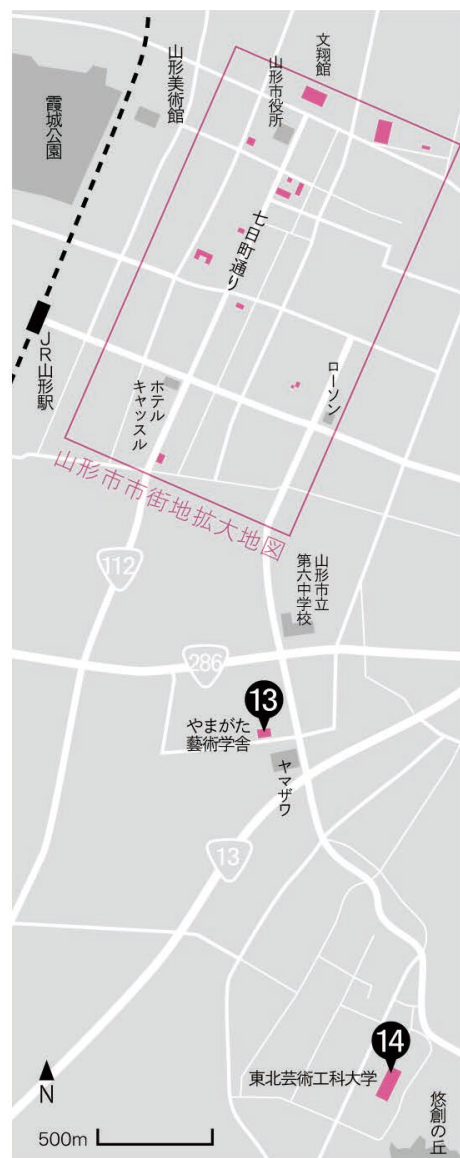 文翔館
山形市役所
山形美術館
霞城公園
七日町通り
JR山形駅
ホテル
キャッスル
ローソン
山形市市街地拡大地図
112
山形市立
第六中学校
286
13
やまがた
藝術学舎
ヤマザワ
13
14
東北芸術工科大学
悠創の丘
N
500m